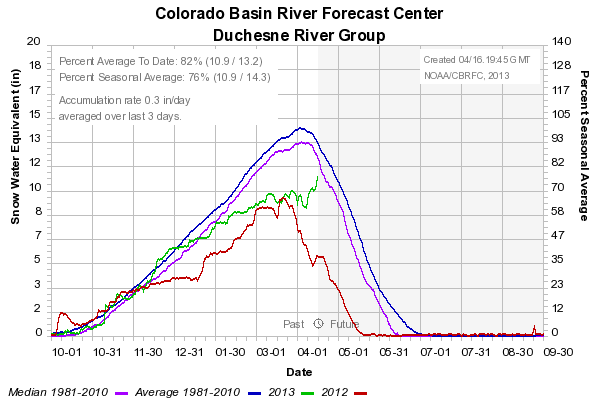 Colorado Basin River Forecast Center
Duchesne River Group
Percent Average To Date: 82% (10.9 / 13.2)
Percent Seasonal Average: 76% (10.9 / 14.3)
Accumulation rate 0.3 in/day
averaged over last 3 days.
Created 04/16.19:45 GMT
NOAA/CBRFC, 2013
Snow Water Equivalent (in)
20
18
17
15
13
12
10
8
7
5
3
2
0
Percent Seasonal Average
140
128
117
105
93
82
70
58
47
35
23
12
0
Past Future
10-01 10-31 11-30 12-31 01-30 03-01 04-01 05-01 05-31 07-01 07-31 08-30 09-30
Date
Median 1981-2010 Average 1981-2010 2013 2012